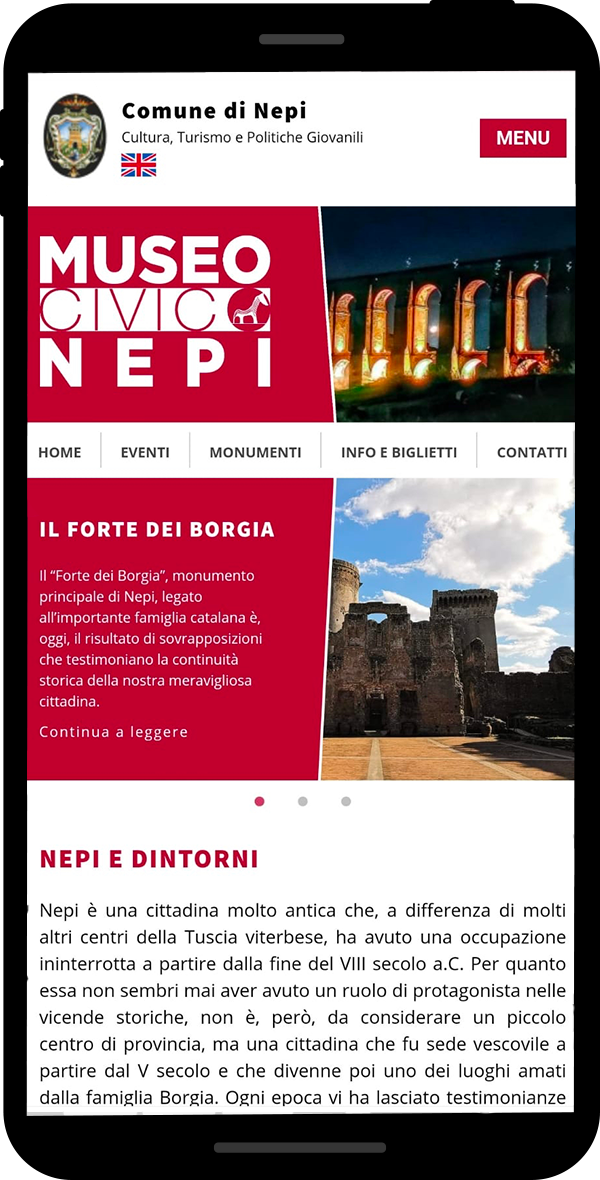 Comune di Nepi
Cultura, Turismo e Politiche Giovanili
MENU
MUSEO
CIVICO
NEPI
HOME EVENTI MONUMENTI INFO E BIGLIETTI CONTATTI
IL FORTE DEI BORGIA
Il “Forte dei Borgia”, monumento
principale di Nepi, legato
all’importante famiglia catalana è,
oggi, il risultato di sovrapposizioni
che testimoniano la continuità
storica della nostra meravigliosa
cittadina.
Continua a leggere
NEPI E DINTORNI
Nepi è una cittadina molto antica che, a differenza di molti
altri centri della Tuscia viterbese, ha avuto una occupazione
ininterrotta a partire dalla fine del VIII secolo a.C. Per quanto
essa non sembri mai aver avuto un ruolo di protagonista nelle
vicende storiche, non è, però, da considerare un piccolo
centro di provincia, ma una cittadina che fu sede vescovile a
partire dal V secolo e che divenne poi uno dei luoghi amati
dalla famiglia Borgia. Ogni epoca vi ha lasciato testimonianze